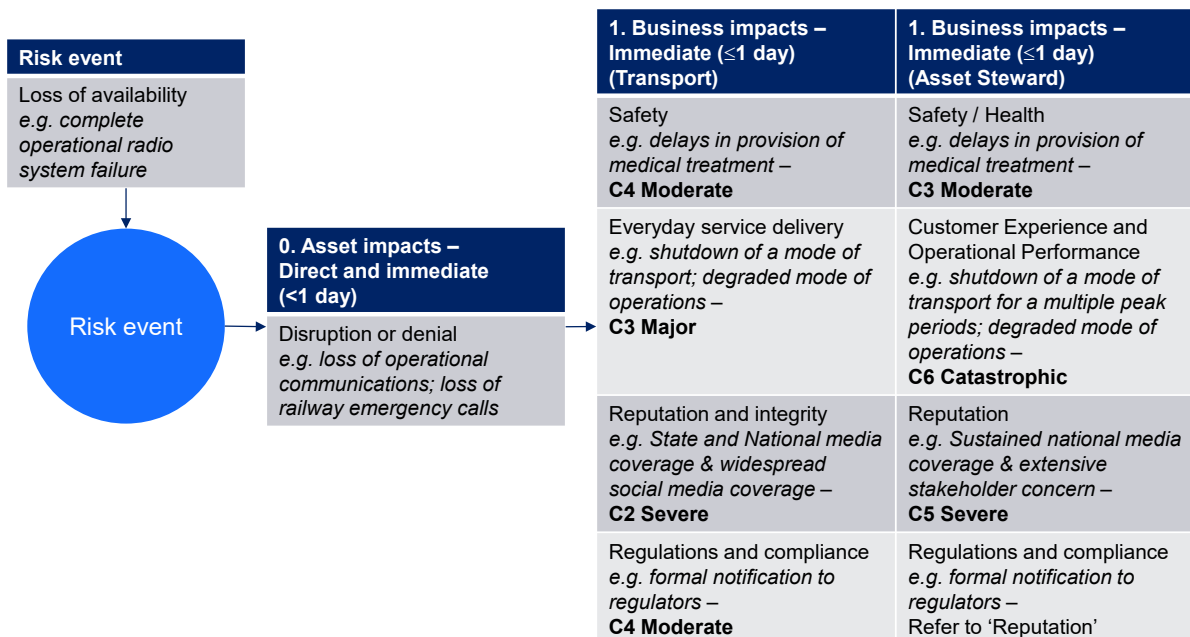 Risk event
Loss of availability
e.g. complete
operational radio
system failure
Risk event
0. Asset impacts –
Direct and immediate
(<1 day)
Disruption or denial
e.g. loss of operational
communications; loss of
railway emergency calls
1. Business impacts –
Immediate (≤1 day)
(Transport)
1. Business impacts –
Immediate (≤1 day)
(Asset Steward)
Safety
e.g. delays in provision of
medical treatment –
C4 Moderate
Safety / Health
e.g. delays in provision of
medical treatment –
C3 Moderate
Everyday service delivery
e.g. shutdown of a mode of
transport; degraded mode of
operations –
C3 Major
Customer Experience and
Operational Performance
e.g. shutdown of a mode of
transport for a multiple peak
periods; degraded mode of
operations –
C6 Catastrophic
Reputation and integrity
e.g. State and National media
coverage & widespread
social media coverage –
C2 Severe
Reputation
e.g. Sustained national media
coverage & extensive
stakeholder concern –
C5 Severe
Regulations and compliance
e.g. formal notification to
regulators –
C4 Moderate
Regulations and compliance
e.g. formal notification to
regulators –
Refer to ‘Reputation’